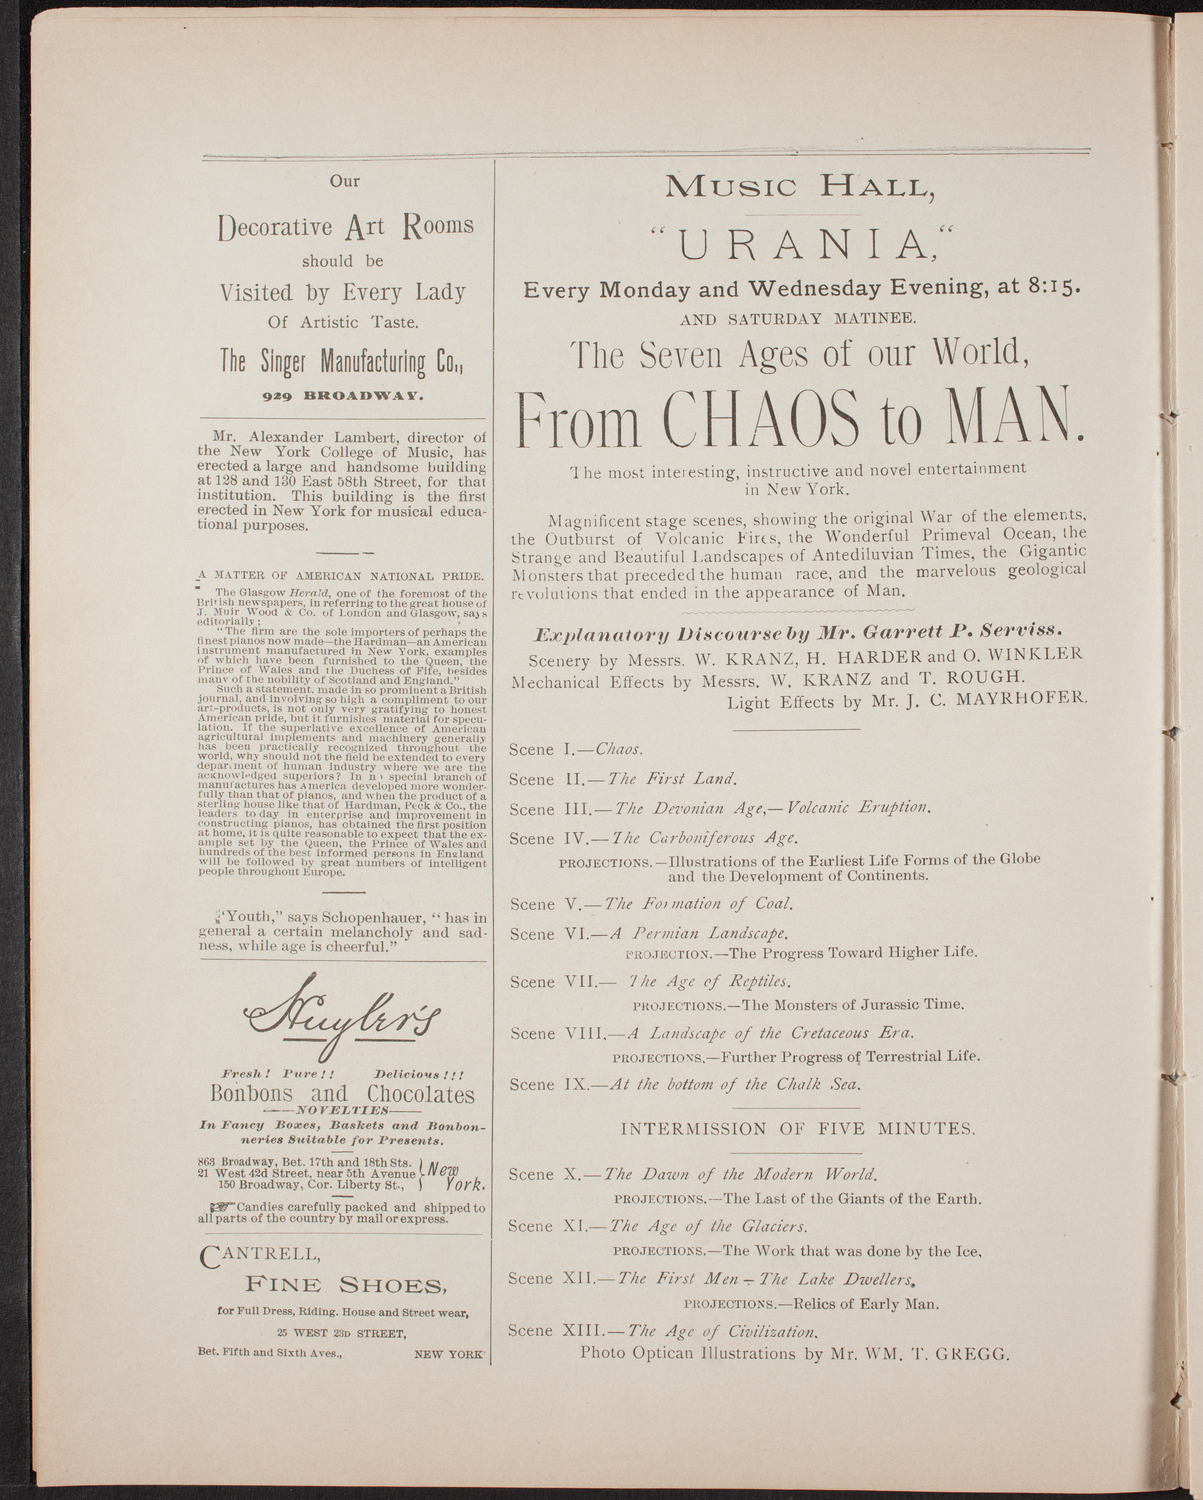 Our
Decorative Art Rooms
should be
Visited by Every Lady
Of Artistic Taste.
The Singer Manufacturing Co.,
929 BROADWAY.
Mr. Alexander Lambert, director of
the New York College of Music, has
erected a large and handsome building
at 128 and 130 East 58th Street, for that
institution. This building is the first
erected in New York for musical educa-
tional purposes.
A MATTER OF AMERICAN NATIONAL PRIDE.
The Glasgow Herald, one of the foremost of the
British newspapers, in referring to the great house of
J. Muir Wood & Co. of London and Glasgow, says
editorially;
"The firm are the sole importers of perhaps the
finest pianos now made—the Hardman—an American
instrument manufactured in New York, examples
of which have been furnished to the Queen, the
Prince of Wales and the Duchess of Fife, besides
many of the nobility of Scotland and England."
Such a statement, made in so prominent a British
journal, and involving so high a compliment to our
art-products, is not only very gratifying to honest
American pride, but it furnishes material for specu-
lation. If the superlative excellence of American
agricultural implements and machinery generally
has been practically recognized throughout the
world, why should not the field be extended to every
department of human industry where we are the
acknowledged superiors? In no special branch of
manufactures has America developed more wonder-
fully than that of pianos, and when the product of a
sterling house like that of Hardman, Peck & Co., the
leaders to day in enterprise and improvement in
constructing pianos, has obtained the first position
at home, it is quite reasonable to expect that the ex-
ample set by the Queen, the Prince of Wales and
hundreds of the best informed persons in England
will be followed by great numbers of intelligent
people throughout Europe.
"Youth," says Schopenhauer, "has in
general a certain melancholy and sad-
ness, while age is cheerful."
Huyler's
Fresh! Pure!! Delicious!!!
Bonbons and Chocolates
—NOVELTIES—
In Fancy Boxes, Baskets and Bonbon-
neries Suitable for Presents.
863 Broadway, Bet. 17th and 18th Sts.
21 West 42d Street, near 5th Avenue
150 Broadway, Cor. Liberty St.,
New York.
☞Candies carefully packed and shipped to
all parts of the country by mail or express.
CANTRELL,
FINE SHOES,
for Full Dress, Riding. House and Street wear,
25 WEST 23D STREET,
Bet. Fifth and Sixth Aves., NEW YORK
MUSIC HALL,
"URANIA,"
Every Monday and Wednesday Evening, at 8:15.
AND SATURDAY MATINEE.
The Seven Ages of our World,
From CHAOS to MAN.
The most interesting, instructive and novel entertainment
in New York.
Magnificent stage scenes, showing the original War of the elements,
the Outburst of Volcanic Fires, the Wonderful Primeval Ocean, the
Strange and Beautiful Landscapes of Antediluvian Times, the Gigantic
Monsters that preceded the human race, and the marvelous geological
revolutions that ended in the appearance of Man.
Explanatory Discourse by Mr. Garrett P. Serviss.
Scenery by Messrs. W. KRANZ, H. HARDER and O. WINKLER
Mechanical Effects by Messrs. W. KRANZ and T. ROUGH.
Light Effects by Mr. J. C. MAYRHOFER.
Scene I.—Chaos.
Scene II.—The First Land.
Scene III.—The Devonian Age,—Volcanic Eruption.
Scene IV.—The Carboniferous Age.
PROJECTIONS.—Illustrations of the Earliest Life Forms of the Globe
and the Development of Continents.
Scene V.—The Formation of Coal.
Scene VI.—A Permian Landscape.
PROJECTION.—The Progress Toward Higher Life.
Scene VII.—The Age of Reptiles.
PROJECTIONS.—The Monsters of Jurassic Time.
Scene VIII.—A Landscape of the Cretaceous Era.
PROJECTIONS.—Further Progress of Terrestrial Life.
Scene IX.—At the bottom of the Chalk Sea.
INTERMISSION OF FIVE MINUTES.
Scene X.—The Dawn of the Modern World.
PROJECTIONS.—The Last of the Giants of the Earth.
Scene XI.—The Age of the Glaciers.
PROJECTIONS.—The Work that was done by the Ice.
Scene XII.—The First Men—The Lake Dwellers.
PROJECTIONS.—Relics of Early Man.
Scene XIII.—The Age of Civilization.
Photo Optican Illustrations by Mr. WM. T. GREGG.